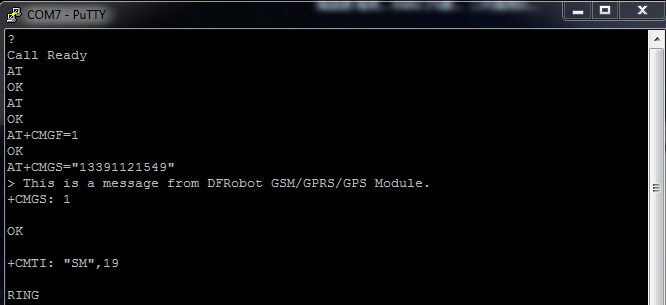 COM7 - PuTTY
?
Call Ready
AT
OK
AT
OK
AT+CMGF=1
OK
AT+CMGS="13391121549"
> This is a message from DFRobot GSM/GPRS/GPS Module.
+CMGS: 1
OK
+CMTI: "SM",19
RING